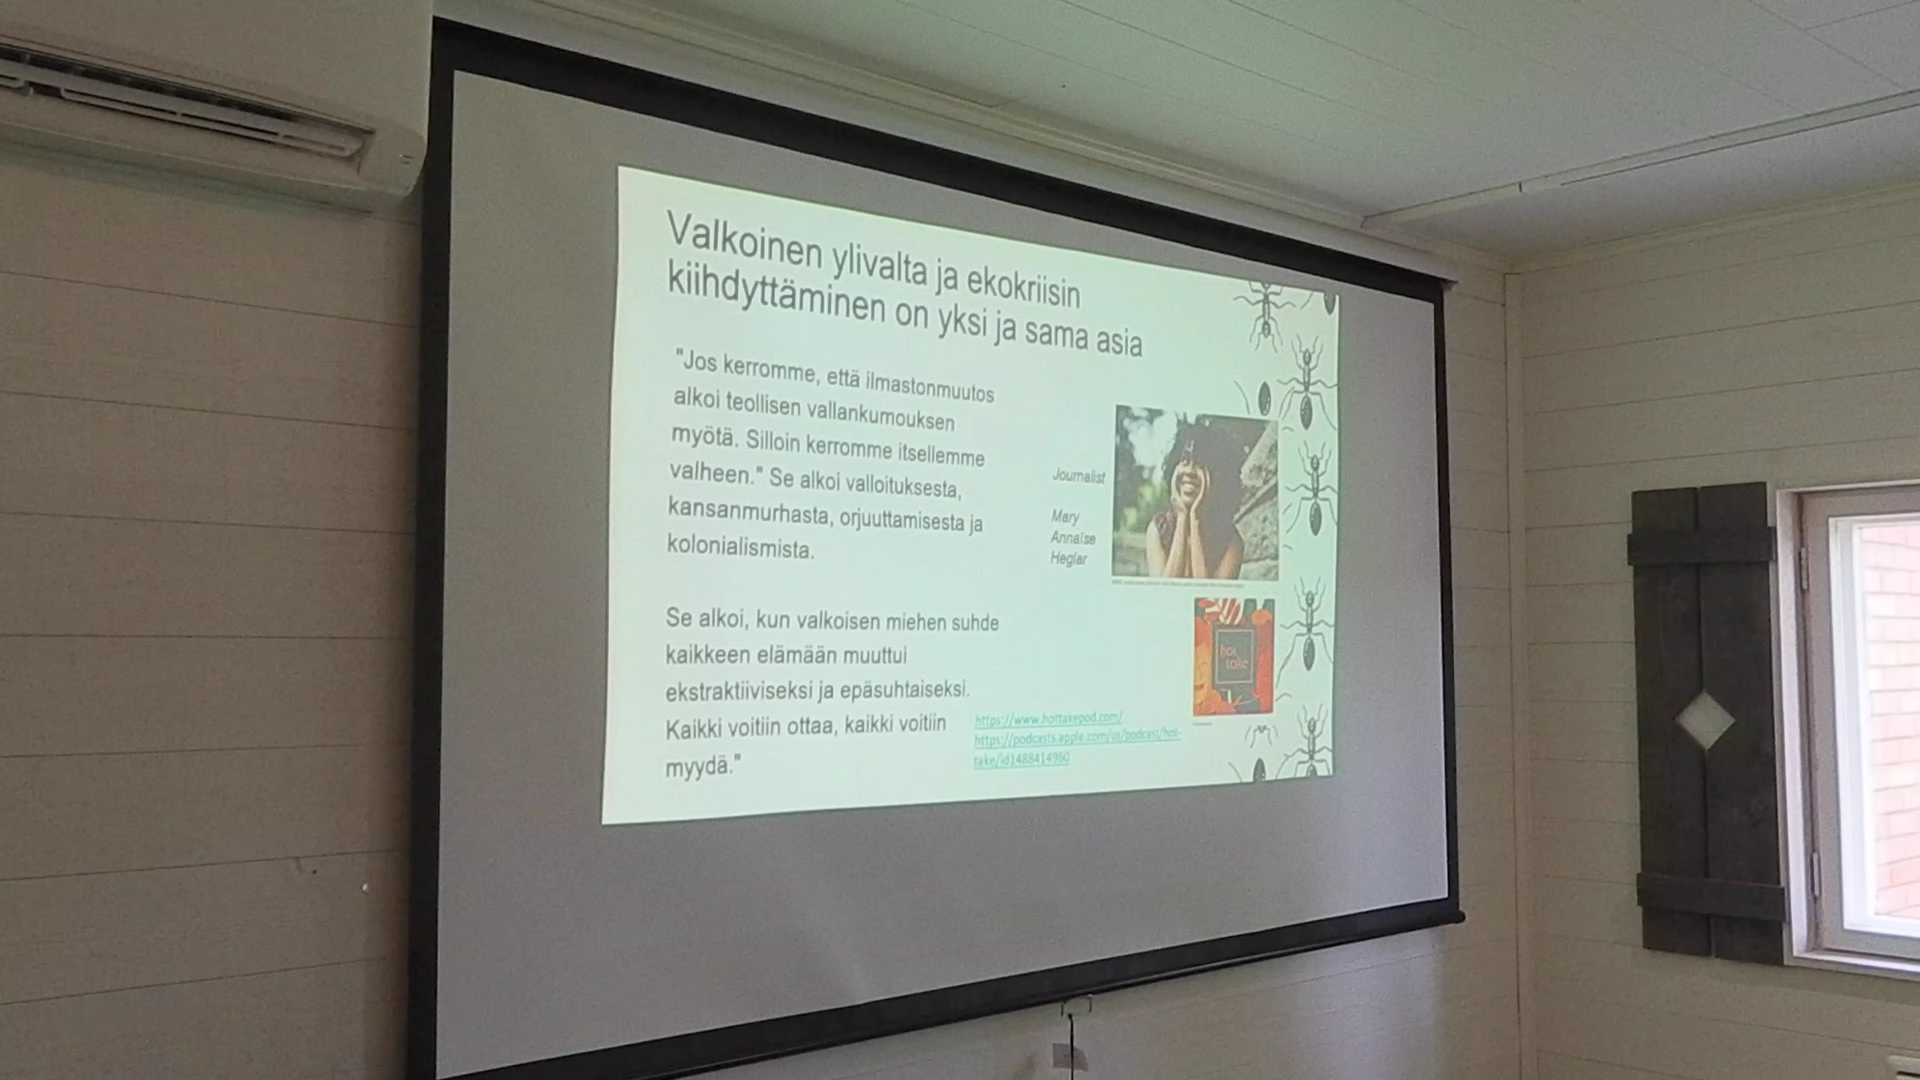 Valkoinen ylivalta ja ekokriisin
kiihdyttäminen on yksi ja sama asia
"Jos kerromme, että ilmastonmuutos
alkoi teollisen vallankumouksen
myötä. Silloin kerromme itsellemme
valheen." Se alkoi valloituksesta,
kansanmurhasta, orjuuttamisesta ja
kolonialismista.
Se alkoi, kun valkoisen miehen suhde
kaikkeen elämään muuttui
ekstraktiiviseksi ja epäsuhtaiseksi.
Kaikki voitiin ottaa, kaikki voitiin
myydä."
Journalist
Mary
Annaise
Heglar
hot
take
https://www.hottakepod.com/
https://podcasts.apple.com/us/podcast/hot-
take/id1488414960